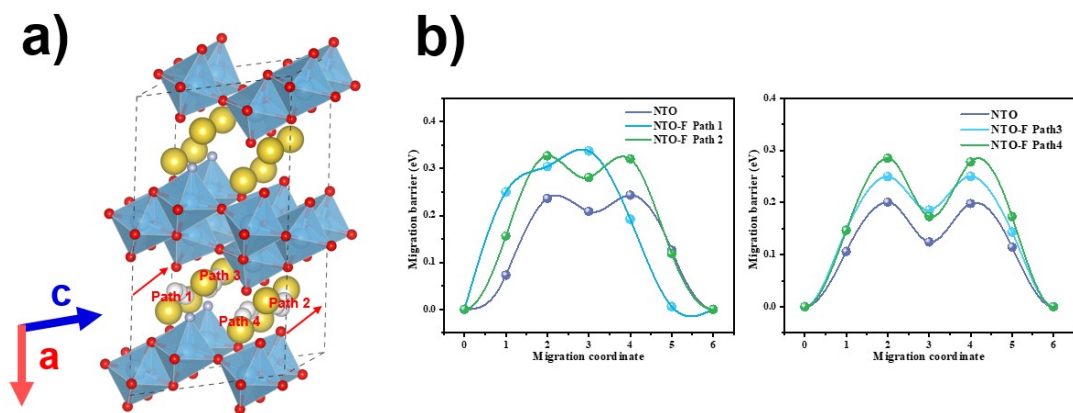 a)
Path 3
Path 1
Path 2
Path 4
c
a
b)
NTO
NTO-F Path 1
NTO-F Path 2
Migration barrier (eV)
0.4
0.3
0.2
0.1
0.0
0 1 2 3 4 5 6
Migration coordinate
NTO
NTO-F Path3
NTO-F Path4
Migration barrier (eV)
0.4
0.3
0.2
0.1
0.0
0 1 2 3 4 5 6
Migration coordinate